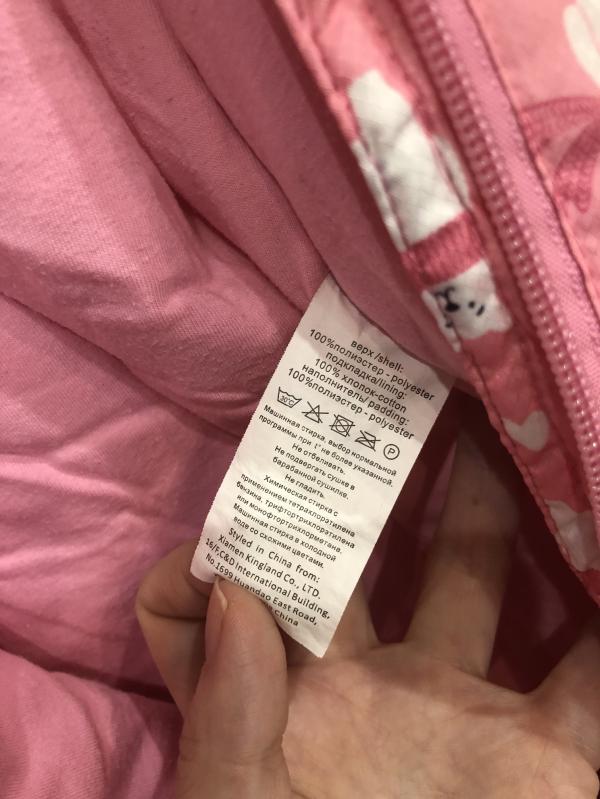 верх /shell:
100%полиэстер - polyester
подкладка/lining:
100% хлопок-cotton
наполнитель/ padding:
100%полиэстер - polyester
30°C P
Машинная стирка, выбор нормальной
программы при t° не более указанной.
Не отбеливать.
Не подвергать сушке в
барабанной сушилке.
Не гладить.
Химическая стирка с
применением тетрахлорэтилена
бензина, трифтортрихлорэтилена
или монофтортрихлорметана.
Машинная стирка в холодной
воде со схожими цветами.
Styled in China from:
Xiamen Kingland Co., LTD.
16/F,C&D International Building,
No.1699 Huandao East Road,
China